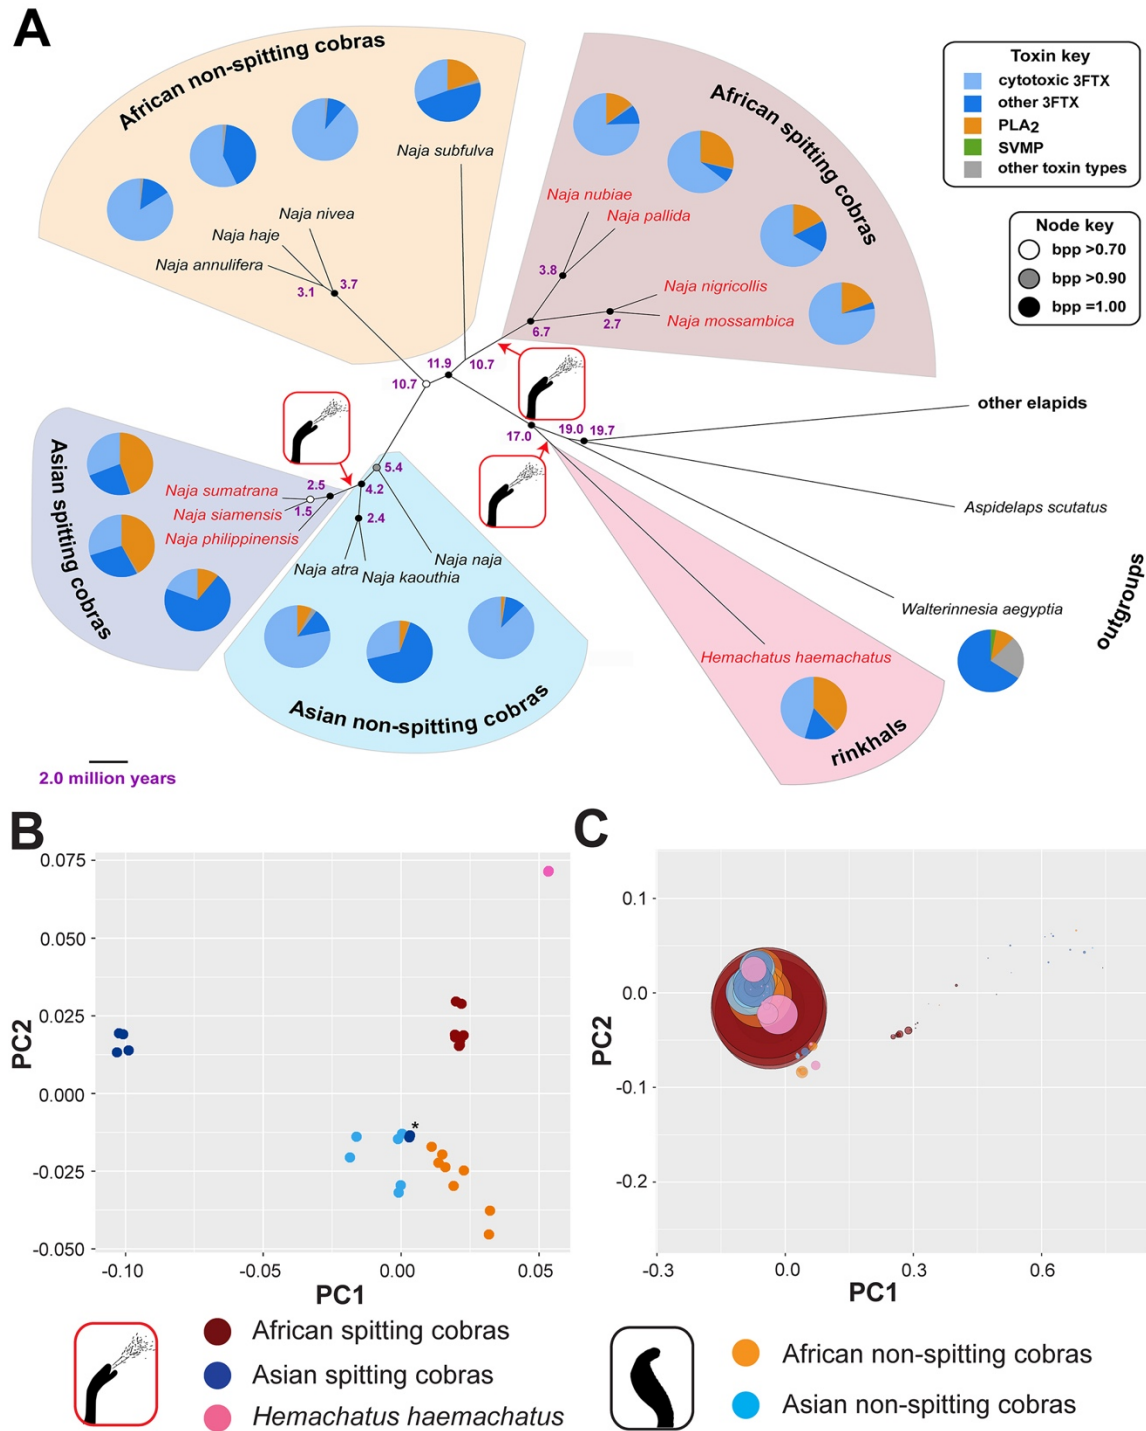 A
African non-spitting cobras
African spitting cobras
Toxin key
cytotoxic 3FTX
other 3FTX
PLA2
SVMP
other toxin types
Node key
bpp >0.70
bpp >0.90
bpp =1.00
Naja subfulva
Naja nivea
Naja haje
Naja annulifera
3.1
3.7
Naja nubiae
Naja pallida
3.8
Naja nigricollis
Naja mossambica
6.7
2.7
11.9
10.7
10.7
17.0
19.0
19.7
other elapids
Aspidelaps scutatus
Walterinnesia aegyptia
outgroups
Hemachatus haemachatus
rinkhals
5.4
4.2
2.5
1.5
2.4
Naja sumatrana
Naja siamensis
Naja philippinensis
Asian spitting cobras
Naja atra
Naja kaouthia
Naja naja
Asian non-spitting cobras
2.0 million years
B
0.075
0.050
0.025
0.000
-0.025
-0.050
PC2
*
-0.10
-0.05
0.00
0.05
PC1
C
0.1
0.0
-0.1
-0.2
PC2
-0.3
0.0
0.3
0.6
PC1
African spitting cobras
Asian spitting cobras
Hemachatus haemachatus
African non-spitting cobras
Asian non-spitting cobras